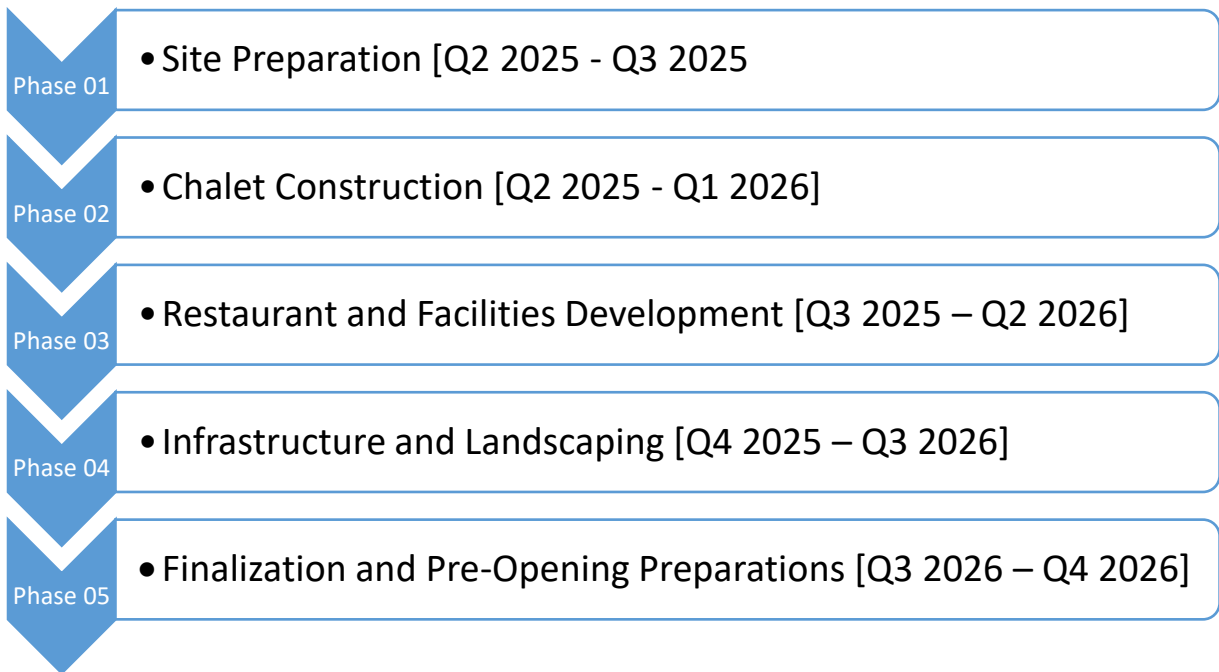 Phase 01
• Site Preparation [Q2 2025 - Q3 2025
Phase 02
• Chalet Construction [Q2 2025 - Q1 2026]
Phase 03
• Restaurant and Facilities Development [Q3 2025 – Q2 2026]
Phase 04
• Infrastructure and Landscaping [Q4 2025 – Q3 2026]
Phase 05
• Finalization and Pre-Opening Preparations [Q3 2026 – Q4 2026]